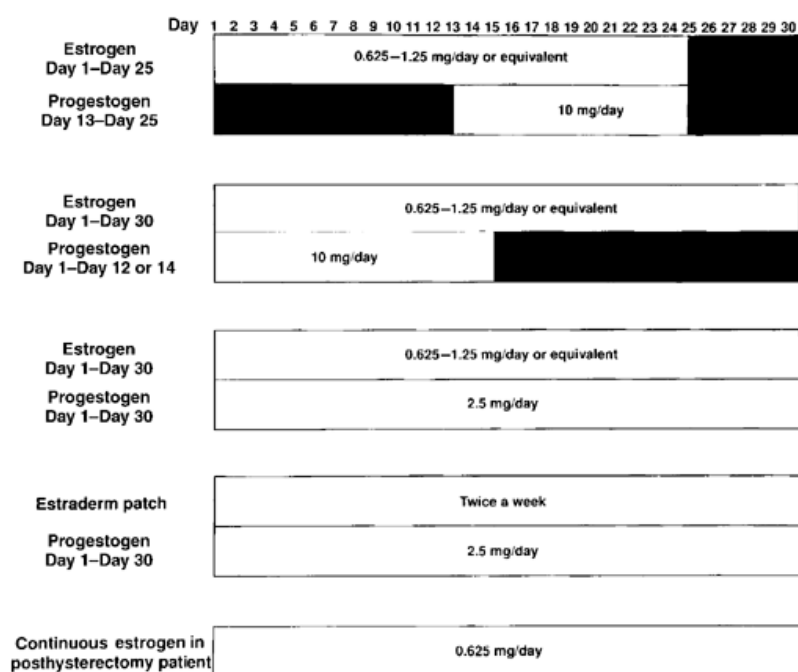 Day 1 2 3 4 5 6 7 8 9 10 11 12 13 14 15 16 17 18 19 20 21 22 23 24 25 26 27 28 29 30
Estrogen
Day 1–Day 25
0.625–1.25 mg/day or equivalent
Progestogen
Day 13–Day 25
10 mg/day
Estrogen
Day 1–Day 30
0.625–1.25 mg/day or equivalent
Progestogen
Day 1–Day 12 or 14
10 mg/day
Estrogen
Day 1–Day 30
0.625–1.25 mg/day or equivalent
Progestogen
Day 1–Day 30
2.5 mg/day
Estraderm patch
Twice a week
Progestogen
Day 1–Day 30
2.5 mg/day
Continuous estrogen in
posthysterectomy patient
0.625 mg/day